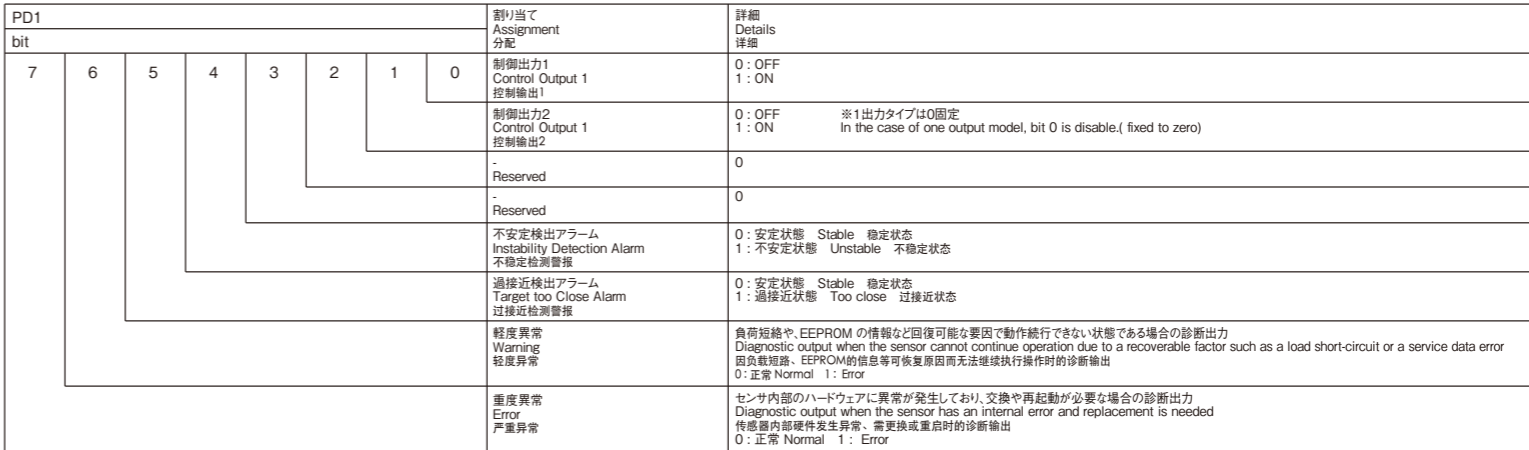 PD1
bit
7 6 5 4 3 2 1 0
割り当て
Assignment
分配
詳細
Details
详细
制御出力1
Control Output 1
控制输出1
0 : OFF
1 : ON
制御出力2
Control Output 1
控制输出2
0 : OFF ※1出力タイプは0固定
1 : ON In the case of one output model, bit 0 is disable.( fixed to zero)
-
Reserved
0
-
Reserved
0
不安定検出アラーム
Instability Detection Alarm
不稳定检测警报
0 : 安定状態 Stable 稳定状态
1 : 不安定状態 Unstable 不稳定状态
過接近検出アラーム
Target too Close Alarm
过接近检测警报
0 : 安定状態 Stable 稳定状态
1 : 過接近状態 Too close 过接近状态
軽度異常
Warning
轻度异常
負荷短絡や、EEPROM の情報など回復可能な要因で動作続行できない状態である場合の診断出力
Diagnostic output when the sensor cannot continue operation due to a recoverable factor such as a load short-circuit or a service data error
因负载短路、EEPROM的信息等可恢复原因而无法继续执行操作时的诊断输出
0 : 正常 Normal 1 : Error
重度異常
Error
严重异常
センサ内部のハードウェアに異常が発生しており、交換や再起動が必要な場合の診断出力
Diagnostic output when the sensor has an internal error and replacement is needed
传感器内部硬件发生异常、需更换或重启时的诊断输出
0 : 正常 Normal 1 : Error